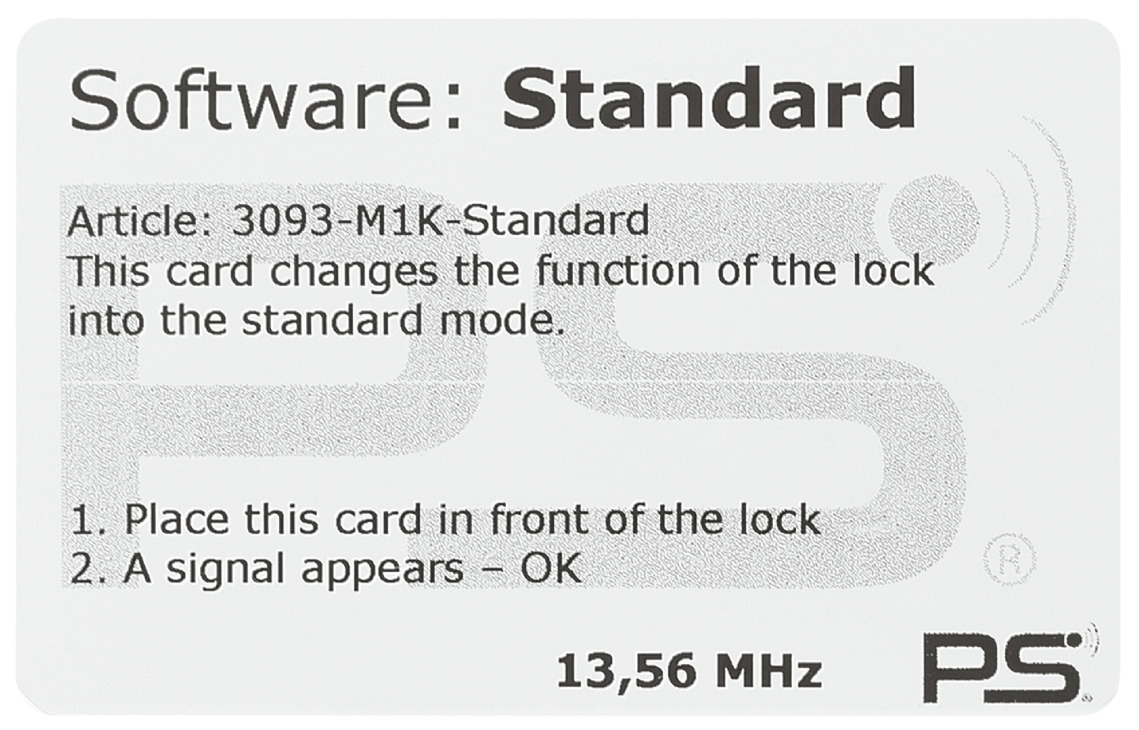 Software: Standard
Article: 3093-M1K-Standard
This card changes the function of the lock
into the standard mode.
1. Place this card in front of the lock
2. A signal appears – OK
®
13,56 MHz
PS®